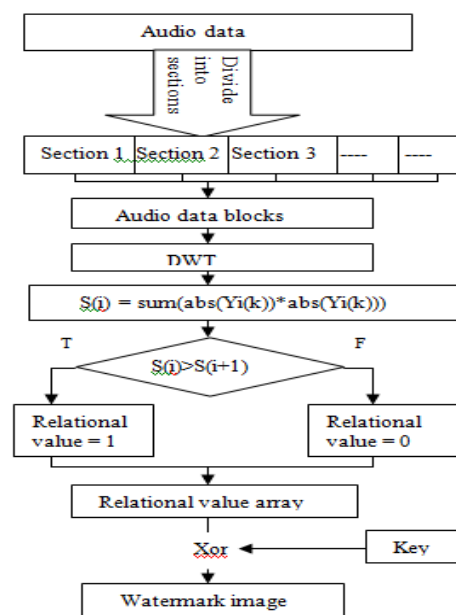 Audio data
Divide
into
sections
Section 1 Section 2 Section 3 ---- ----
Audio data blocks
DWT
S(i) = sum(abs(Yi(k))*abs(Yi(k)))
T
F
S(i)>S(i+1)
Relational
value = 1
Relational
value = 0
Relational value array
Xor
Key
Watermark image